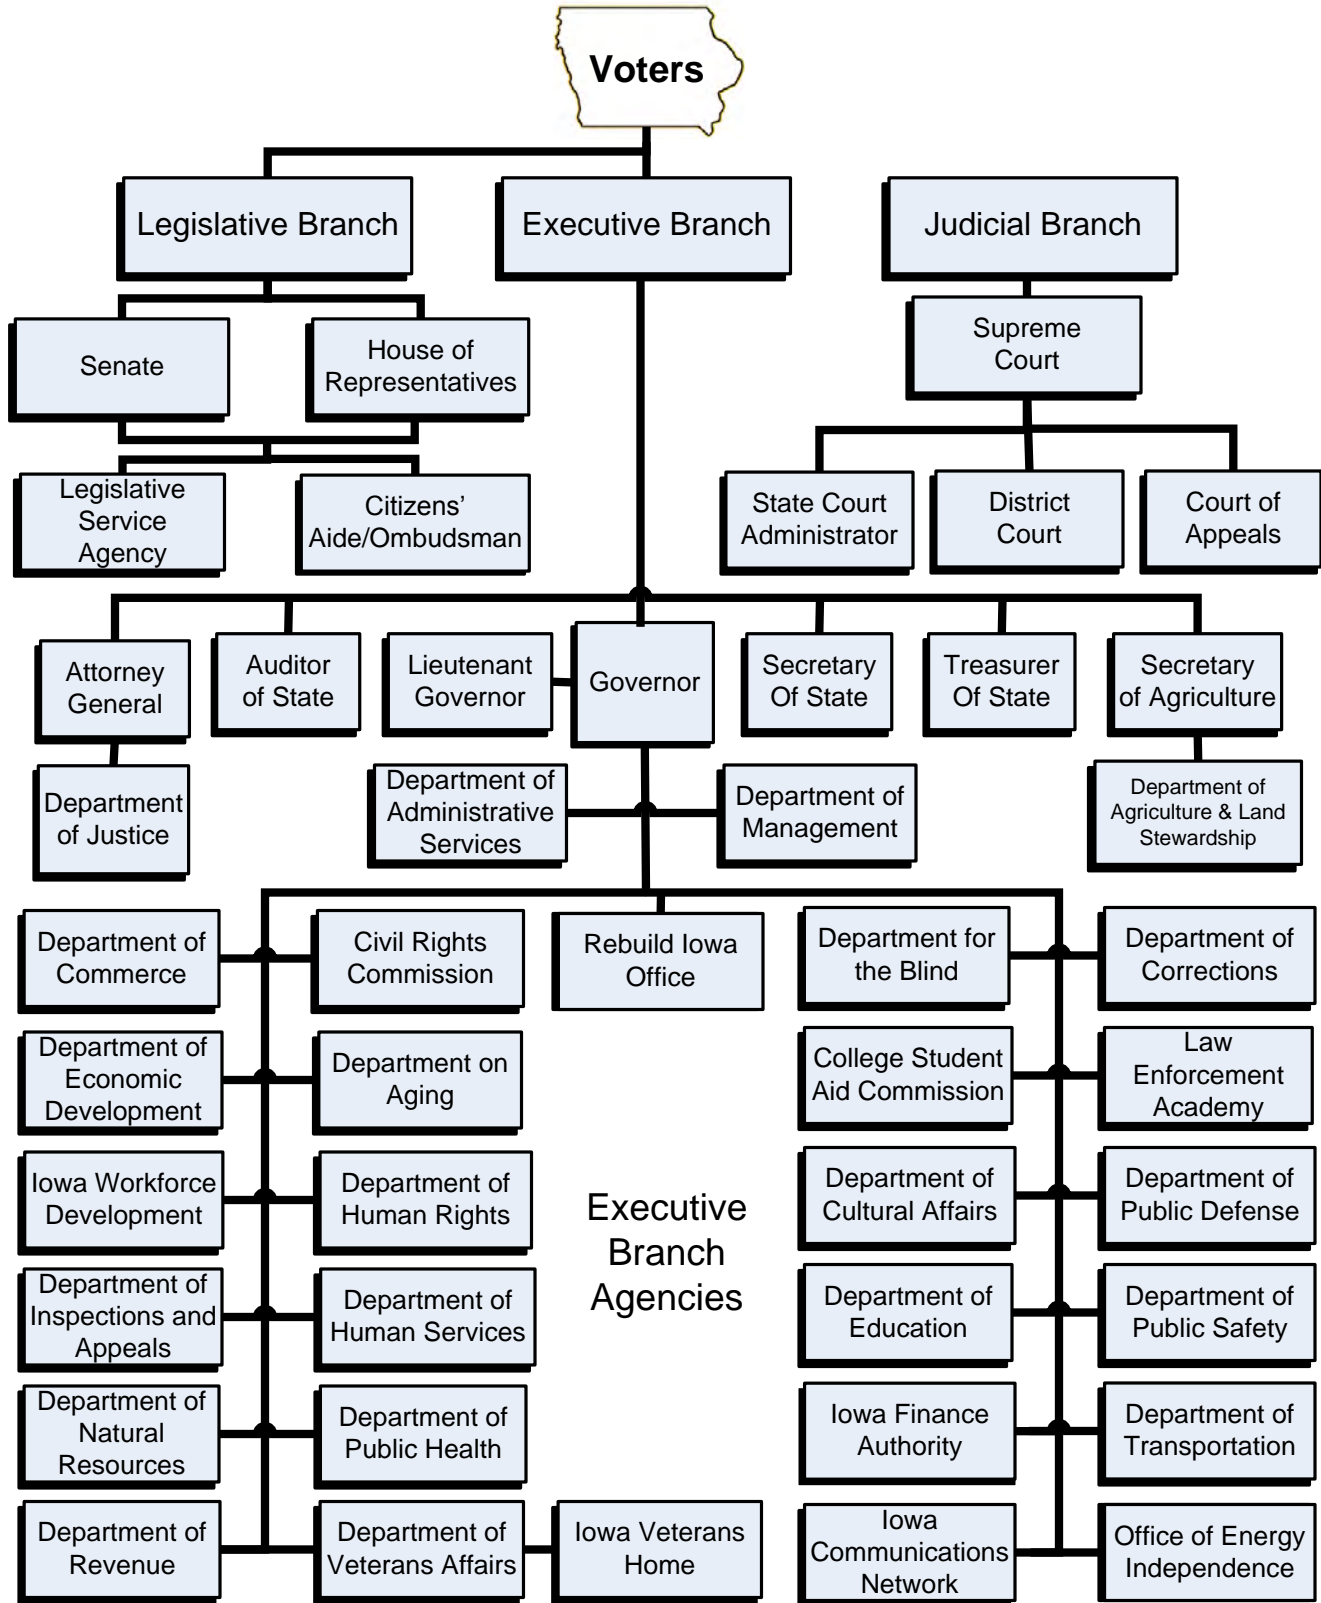 Voters
Legislative Branch
Executive Branch
Judicial Branch
Senate
House of
Representatives
Supreme
Court
Legislative
Service
Agency
Citizens’
Aide/Ombudsman
State Court
Administrator
District
Court
Court of
Appeals
Attorney
General
Auditor
of State
Lieutenant
Governor
Governor
Secretary
Of State
Treasurer
Of State
Secretary
of Agriculture
Department
of Justice
Department of
Administrative
Services
Department of
Management
Department of
Agriculture & Land
Stewardship
Department of
Commerce
Civil Rights
Commission
Rebuild Iowa
Office
Department for
the Blind
Department of
Corrections
Department of
Economic
Development
Department on
Aging
College Student
Aid Commission
Law
Enforcement
Academy
Iowa Workforce
Development
Department of
Human Rights
Executive
Branch
Agencies
Department of
Cultural Affairs
Department of
Public Defense
Department of
Inspections and
Appeals
Department of
Human Services
Department of
Education
Department of
Public Safety
Department of
Natural
Resources
Department of
Public Health
Iowa Finance
Authority
Department of
Transportation
Department of
Revenue
Department of
Veterans Affairs
Iowa Veterans
Home
Iowa
Communications
Network
Office of Energy
Independence